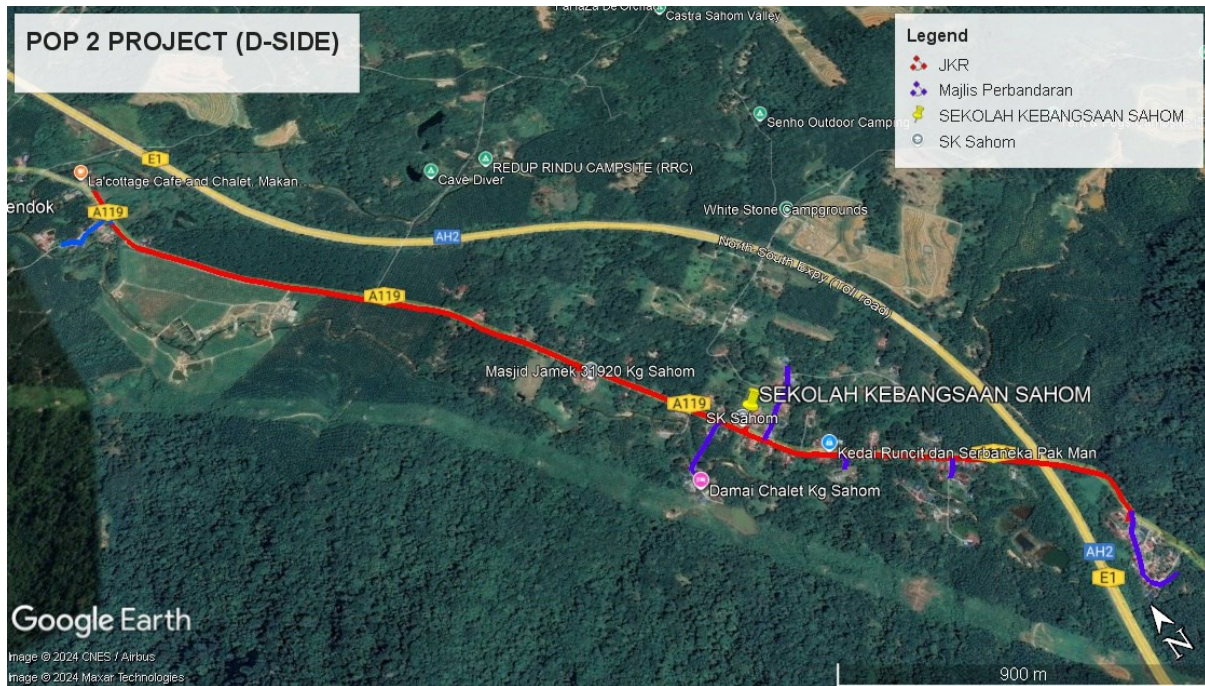 POP 2 PROJECT (D-SIDE)
Legend
JKR
Majlis Perbandaran
SEKOLAH KEBANGSAAN SAHOM
SK Sahom
Castra Sahom Valley
Senho Outdoor Camping
E1
REDUP RINDU CAMPSITE (RRC)
La'cottage Cafe and Chalet, Makan...
Cave Diver
endok
A119
White Stone Campgrounds
AH2
North South Expy (Toll road)
A119
Masjid Jamek 31920 Kg Sahom
SEKOLAH KEBANGSAAN SAHOM
A119
SK Sahom
Kedai Runcit dan Serbaneka Pak Man
Damai Chalet Kg Sahom
AH2
E1
Google Earth
N
Image © 2024 CNES / Airbus
Image © 2024 Maxar Technologies
900 m